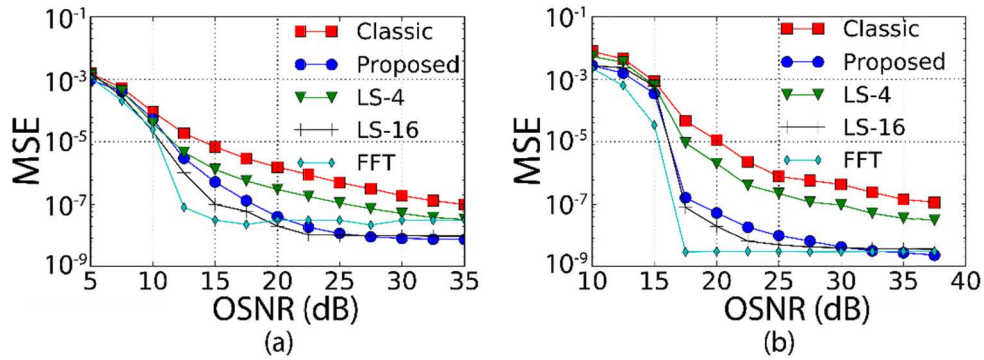 10^-1
10^-3
10^-5
10^-7
10^-9
MSE
Classic
Proposed
LS-4
LS-16
FFT
5 10 15 20 25 30 35
OSNR (dB)
(a)
10^-1
10^-3
10^-5
10^-7
10^-9
MSE
Classic
Proposed
LS-4
LS-16
FFT
10 15 20 25 30 35 40
OSNR (dB)
(b)